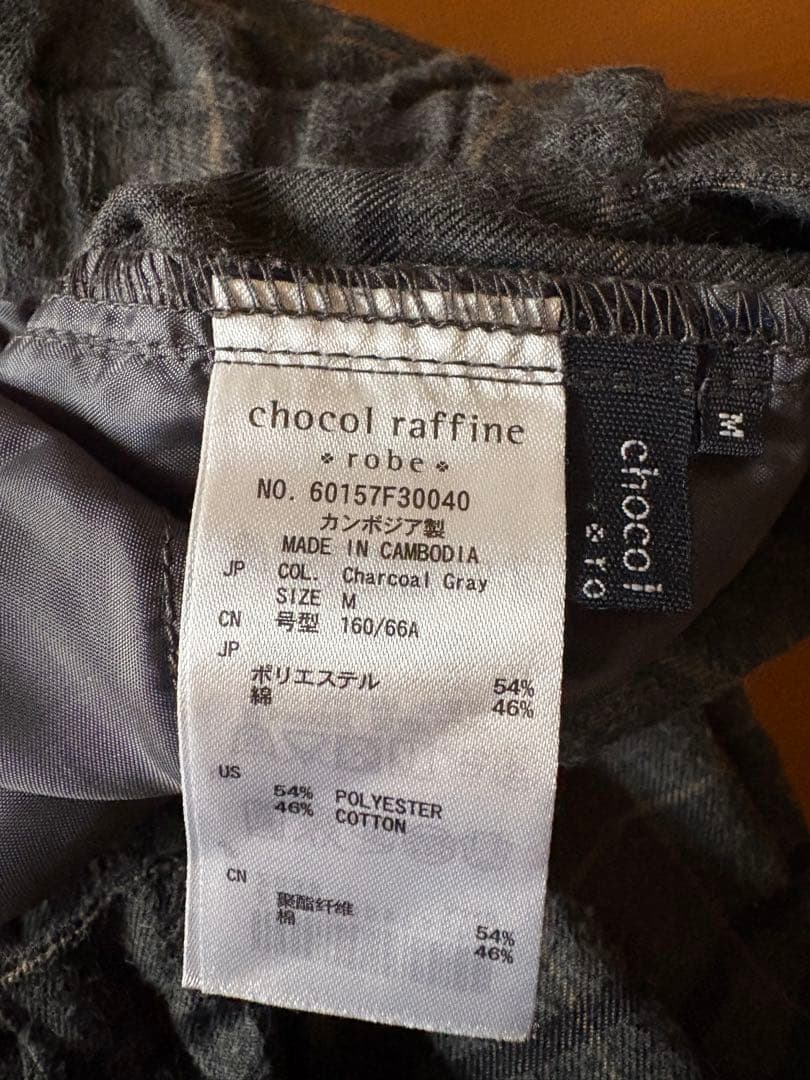 chocol raffine
robe
NO. 60157F30040
カンボジア製
MADE IN CAMBODIA
JP COL. Charcoal Gray
SIZE M
CN 号型 160/66A
JP
ポリエステル 54%
綿 46%
US
54% POLYESTER
46% COTTON
CN
聚酯纤维 54%
棉 46%
chocol
ro
M